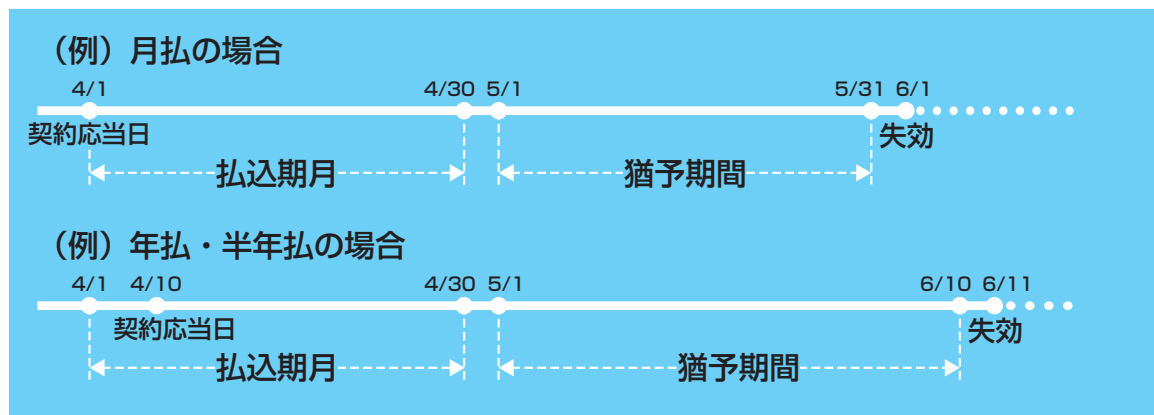 （例）月払の場合
4/1 4/30 5/1 5/31 6/1
契約応当日 失効
払込期月 猶予期間
（例）年払・半年払の場合
4/1 4/10 4/30 5/1 6/10 6/11
契約応当日 失効
払込期月 猶予期間